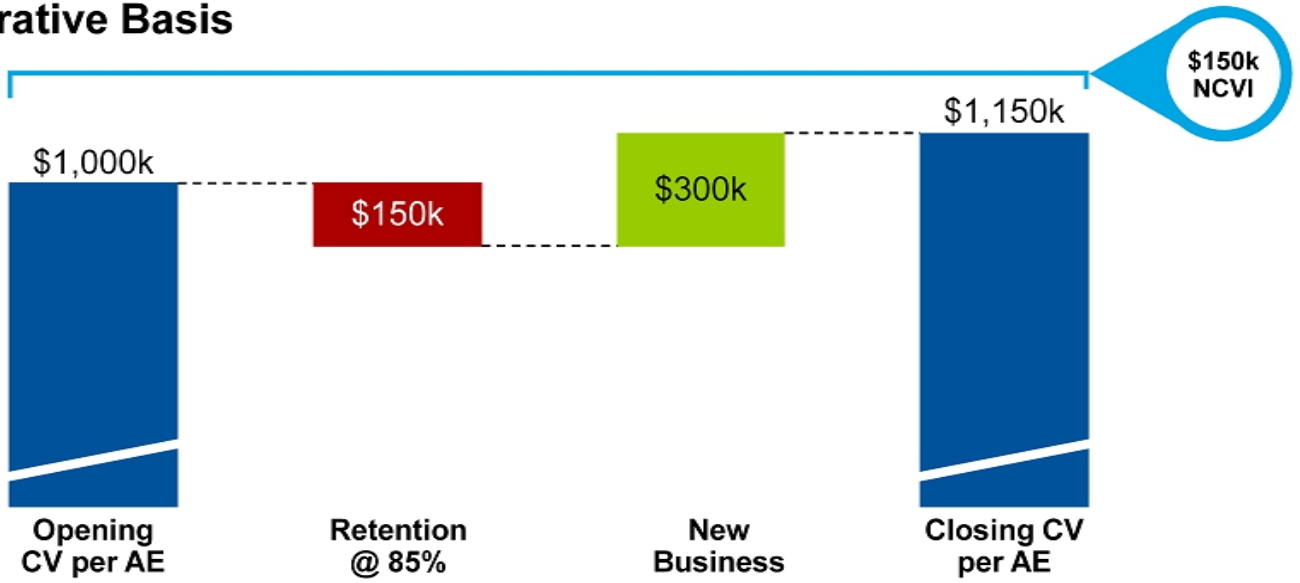 rative Basis
$150k
NCVI
$1,150k
$1,000k
$300k
$150k
Opening
CV per AE
Retention
@ 85%
New
Business
Closing CV
per AE